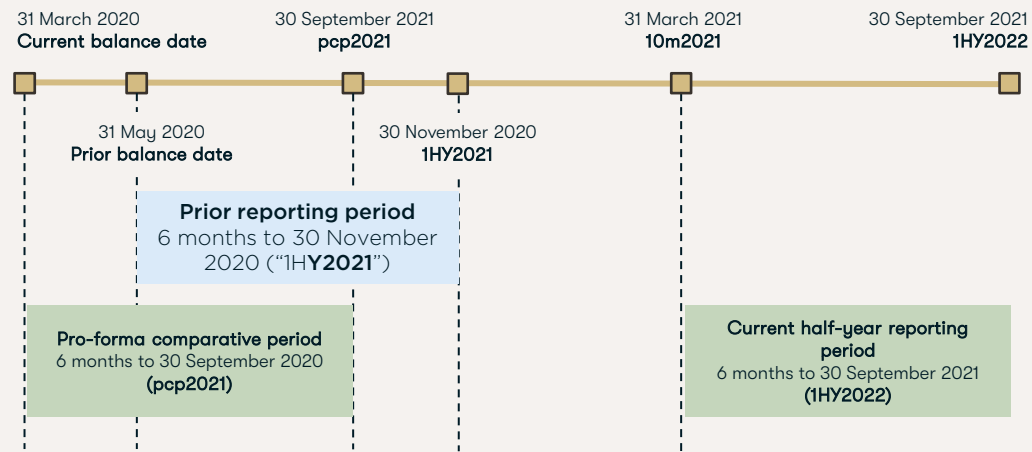 31 March 2020
Current balance date
30 September 2021
pcp2021
31 March 2021
10m2021
30 September 2021
1HY2022
31 May 2020
Prior balance date
30 November 2020
1HY2021
Prior reporting period
6 months to 30 November
2020 (“1HY2021”)
Pro-forma comparative period
6 months to 30 September 2020
(pcp2021)
Current half-year reporting
period
6 months to 30 September 2021
(1HY2022)